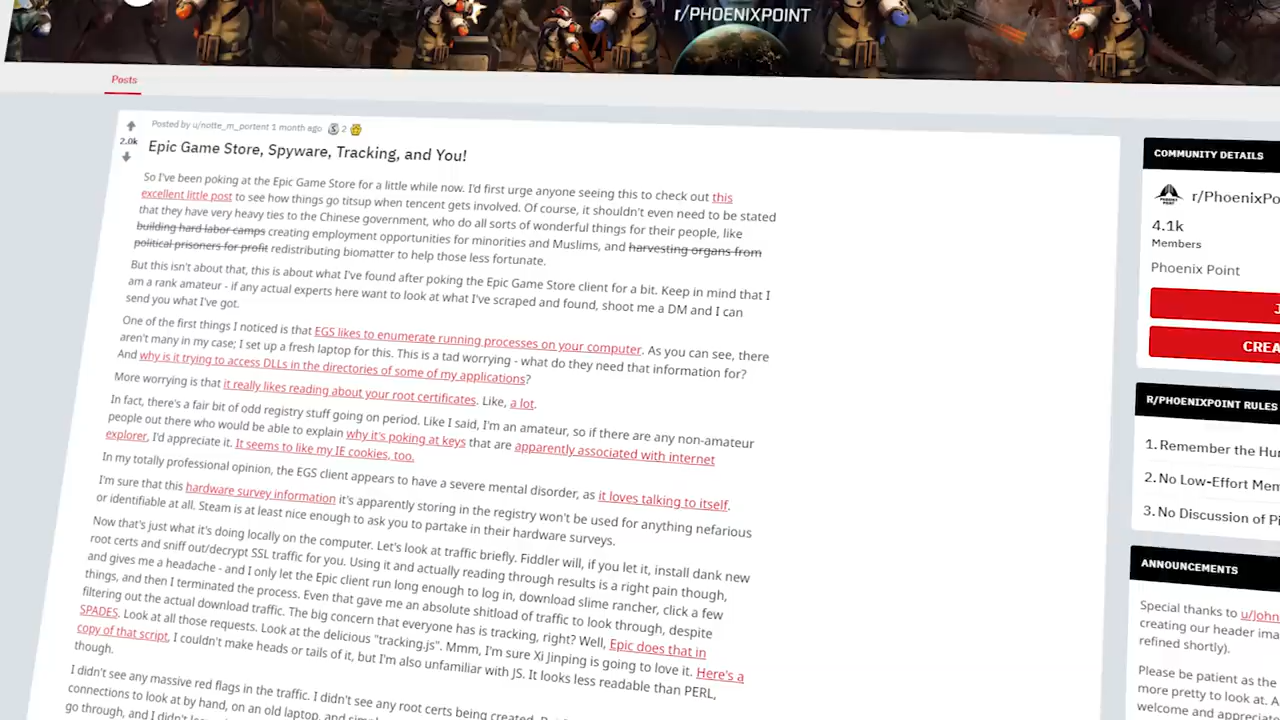 r/PHOENIXPOINT
Posts
Posted by u/notte_m_portent 1 month ago 2
2.0k
Epic Game Store, Spyware, Tracking, and You!
So I've been poking at the Epic Game Store for a little while now. I'd first urge anyone seeing this to check out this
excellent little post to see how things go titsup when tencent gets involved. Of course, it shouldn't even need to be stated
that they have very heavy ties to the Chinese government, who do all sorts of wonderful things for their people, like
building hard labor camps creating employment opportunities for minorities and Muslims, and harvesting organs from
political prisoners for profit redistributing biomatter to help those less fortunate.
But this isn't about that, this is about what I've found after poking the Epic Game Store client for a bit. Keep in mind that I
am a rank amateur - if any actual experts here want to look at what I've scraped and found, shoot me a DM and I can
send you what I've got.
One of the first things I noticed is that EGS likes to enumerate running processes on your computer. As you can see, there
aren't many in my case; I set up a fresh laptop for this. This is a tad worrying - what do they need that information for?
And why is it trying to access DLLs in the directories of some of my applications?
More worrying is that it really likes reading about your root certificates. Like, a lot.
In fact, there's a fair bit of odd registry stuff going on period. Like I said, I'm an amateur, so if there are any non-amateur
people out there who would be able to explain why it's poking at keys that are apparently associated with internet
explorer, I'd appreciate it. It seems to like my IE cookies, too.
In my totally professional opinion, the EGS client appears to have a severe mental disorder, as it loves talking to itself.
I'm sure that this hardware survey information it's apparently storing in the registry won't be used for anything nefarious
or identifiable at all. Steam is at least nice enough to ask you to partake in their hardware surveys.
Now that's just what it's doing locally on the computer. Let's look at traffic briefly. Fiddler will, if you let it, install dank new
root certs and sniff out/decrypt SSL traffic for you. Using it and actually reading through results is a right pain though,
and gives me a headache - and I only let the Epic client run long enough to log in, download slime rancher, click a few
things, and then I terminated the process. Even that gave me an absolute shitload of traffic to look through, despite
filtering out the actual download traffic. The big concern that everyone has is tracking, right? Well, Epic does that in
SPADES. Look at all those requests. Look at the delicious "tracking.js". Mmm, I'm sure Xi Jinping is going to love it. Here's a
copy of that script, I couldn't make heads or tails of it, but I'm also unfamiliar with JS. It looks less readable than PERL,
though.
I didn't see any massive red flags in the traffic. I didn't see any root certs being created.
connections to look at by hand, on an old laptop, and
go through, and I didn't
COMMUNITY DETAILS
r/PhoenixPo
4.1k
Members
Phoenix Point
J
CREA
R/PHOENIXPOINT RULES
1. Remember the Hu
2. No Low-Effort Mem
3. No Discussion of Pi
ANNOUNCEMENTS
Special thanks to u/John
creating our header ima
refined shortly).
Please be patient as the
more pretty to look at. A
welcome and apprecia